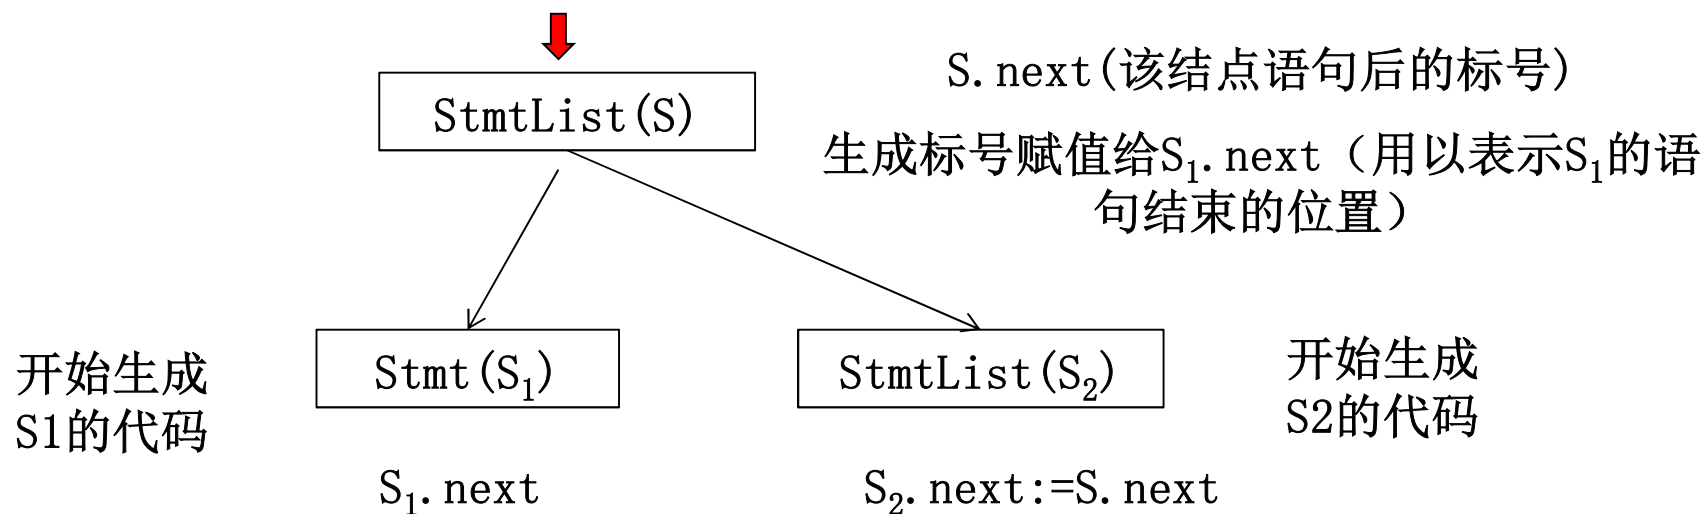 S.next(该结点语句后的标号)
StmtList(S)
生成标号赋值给S₁.next（用以表示S₁的语
句结束的位置）
开始生成
S1的代码
Stmt(S₁)
StmtList(S₂)
开始生成
S2的代码
S₁.next
S₂.next:=S.next